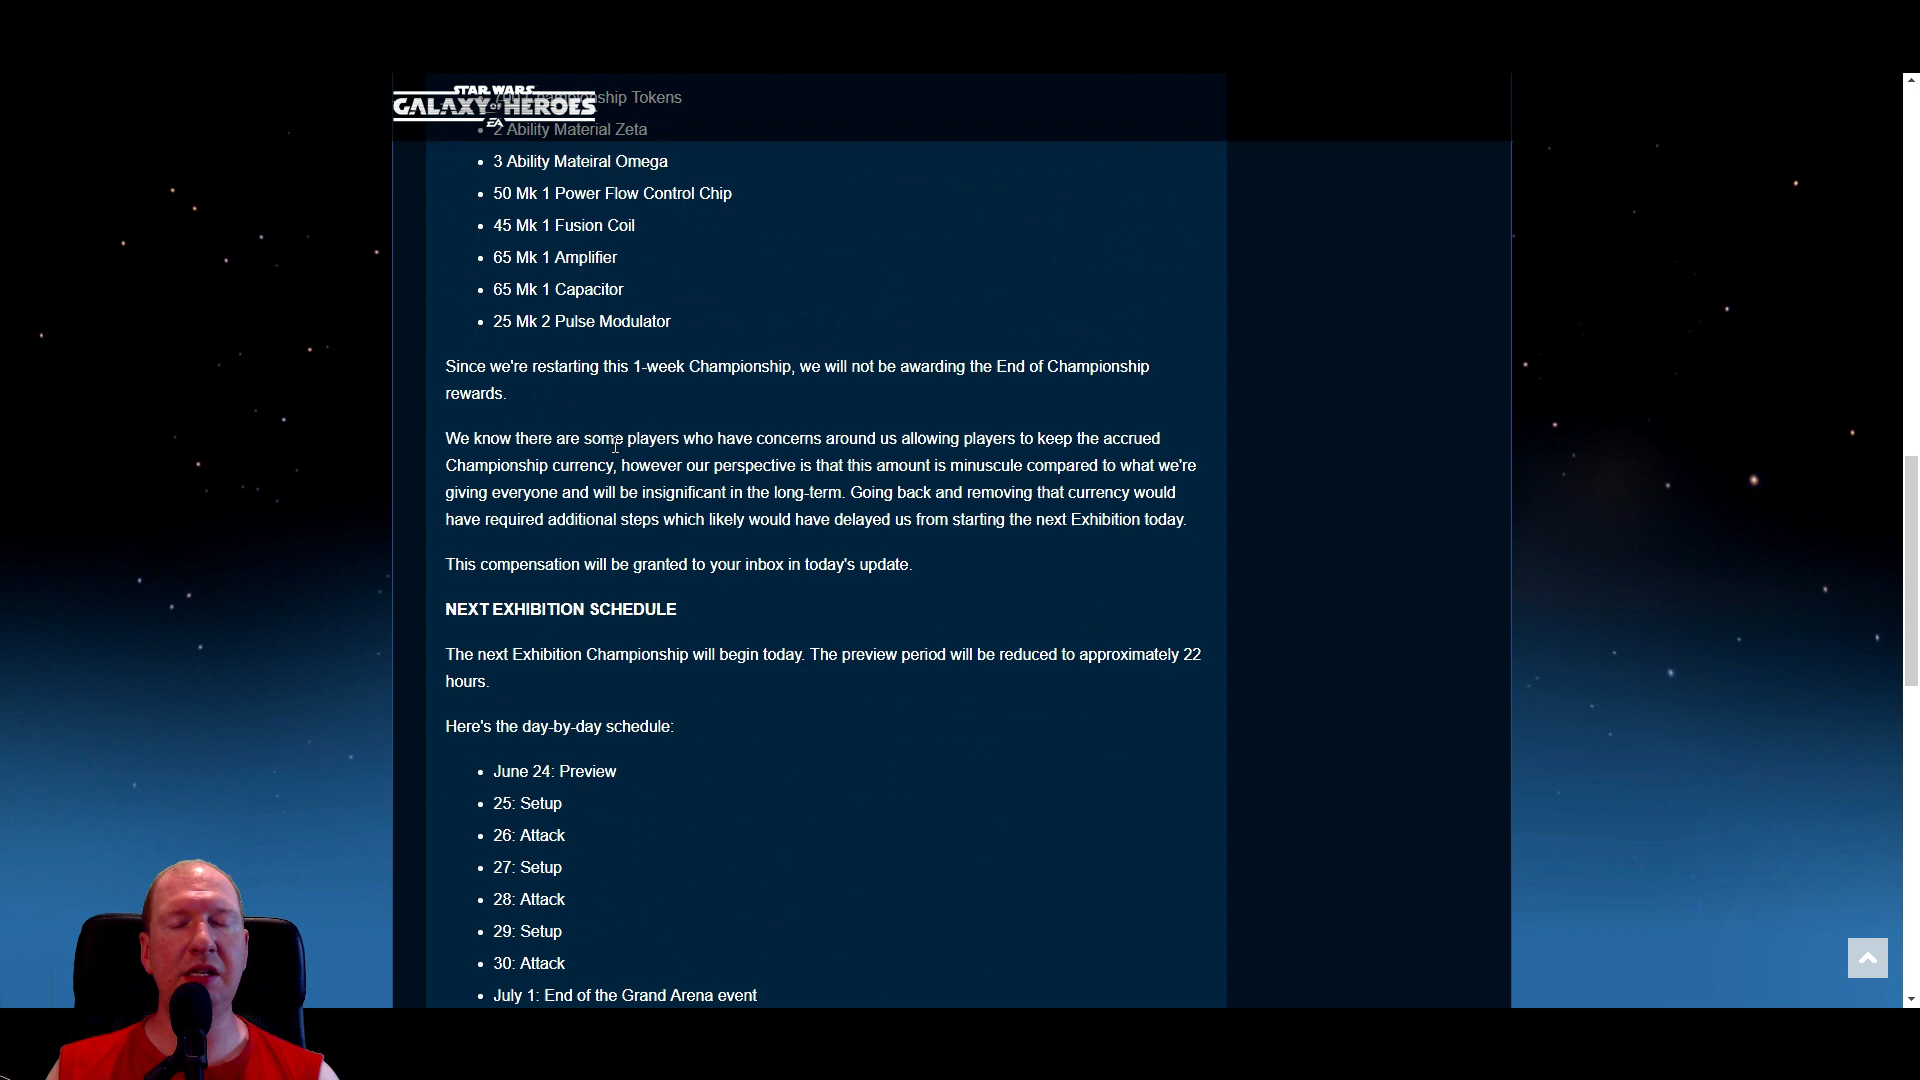 STAR WARS
GALAXY OF HEROES
EA
Championship Tokens
2 Ability Material Zeta
3 Ability Mateiral Omega
50 Mk 1 Power Flow Control Chip
45 Mk 1 Fusion Coil
65 Mk 1 Amplifier
65 Mk 1 Capacitor
25 Mk 2 Pulse Modulator
Since we're restarting this 1-week Championship, we will not be awarding the End of Championship
rewards.
We know there are some players who have concerns around us allowing players to keep the accrued
Championship currency, however our perspective is that this amount is minuscule compared to what we're
giving everyone and will be insignificant in the long-term. Going back and removing that currency would
have required additional steps which likely would have delayed us from starting the next Exhibition today.
This compensation will be granted to your inbox in today's update.
NEXT EXHIBITION SCHEDULE
The next Exhibition Championship will begin today. The preview period will be reduced to approximately 22
hours.
Here's the day-by-day schedule:
June 24: Preview
25: Setup
26: Attack
27: Setup
28: Attack
29: Setup
30: Attack
July 1: End of the Grand Arena event